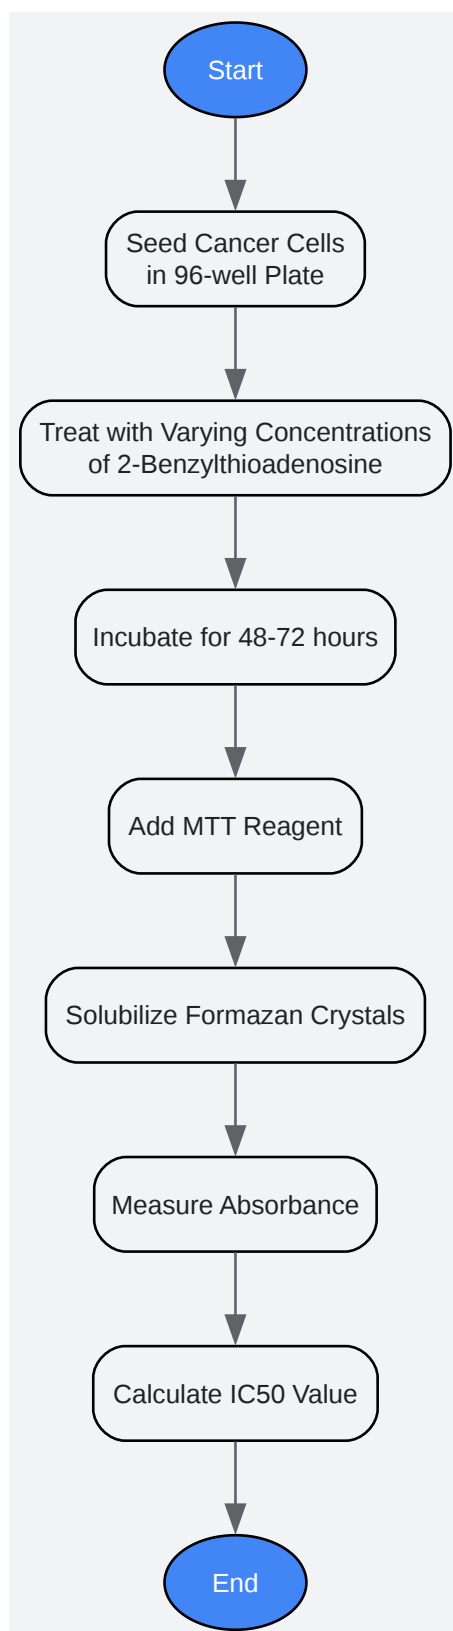 Start
Seed Cancer Cells
in 96-well Plate
Treat with Varying Concentrations
of 2-Benzylthioadenosine
Incubate for 48-72 hours
Add MTT Reagent
Solubilize Formazan Crystals
Measure Absorbance
Calculate IC50 Value
End